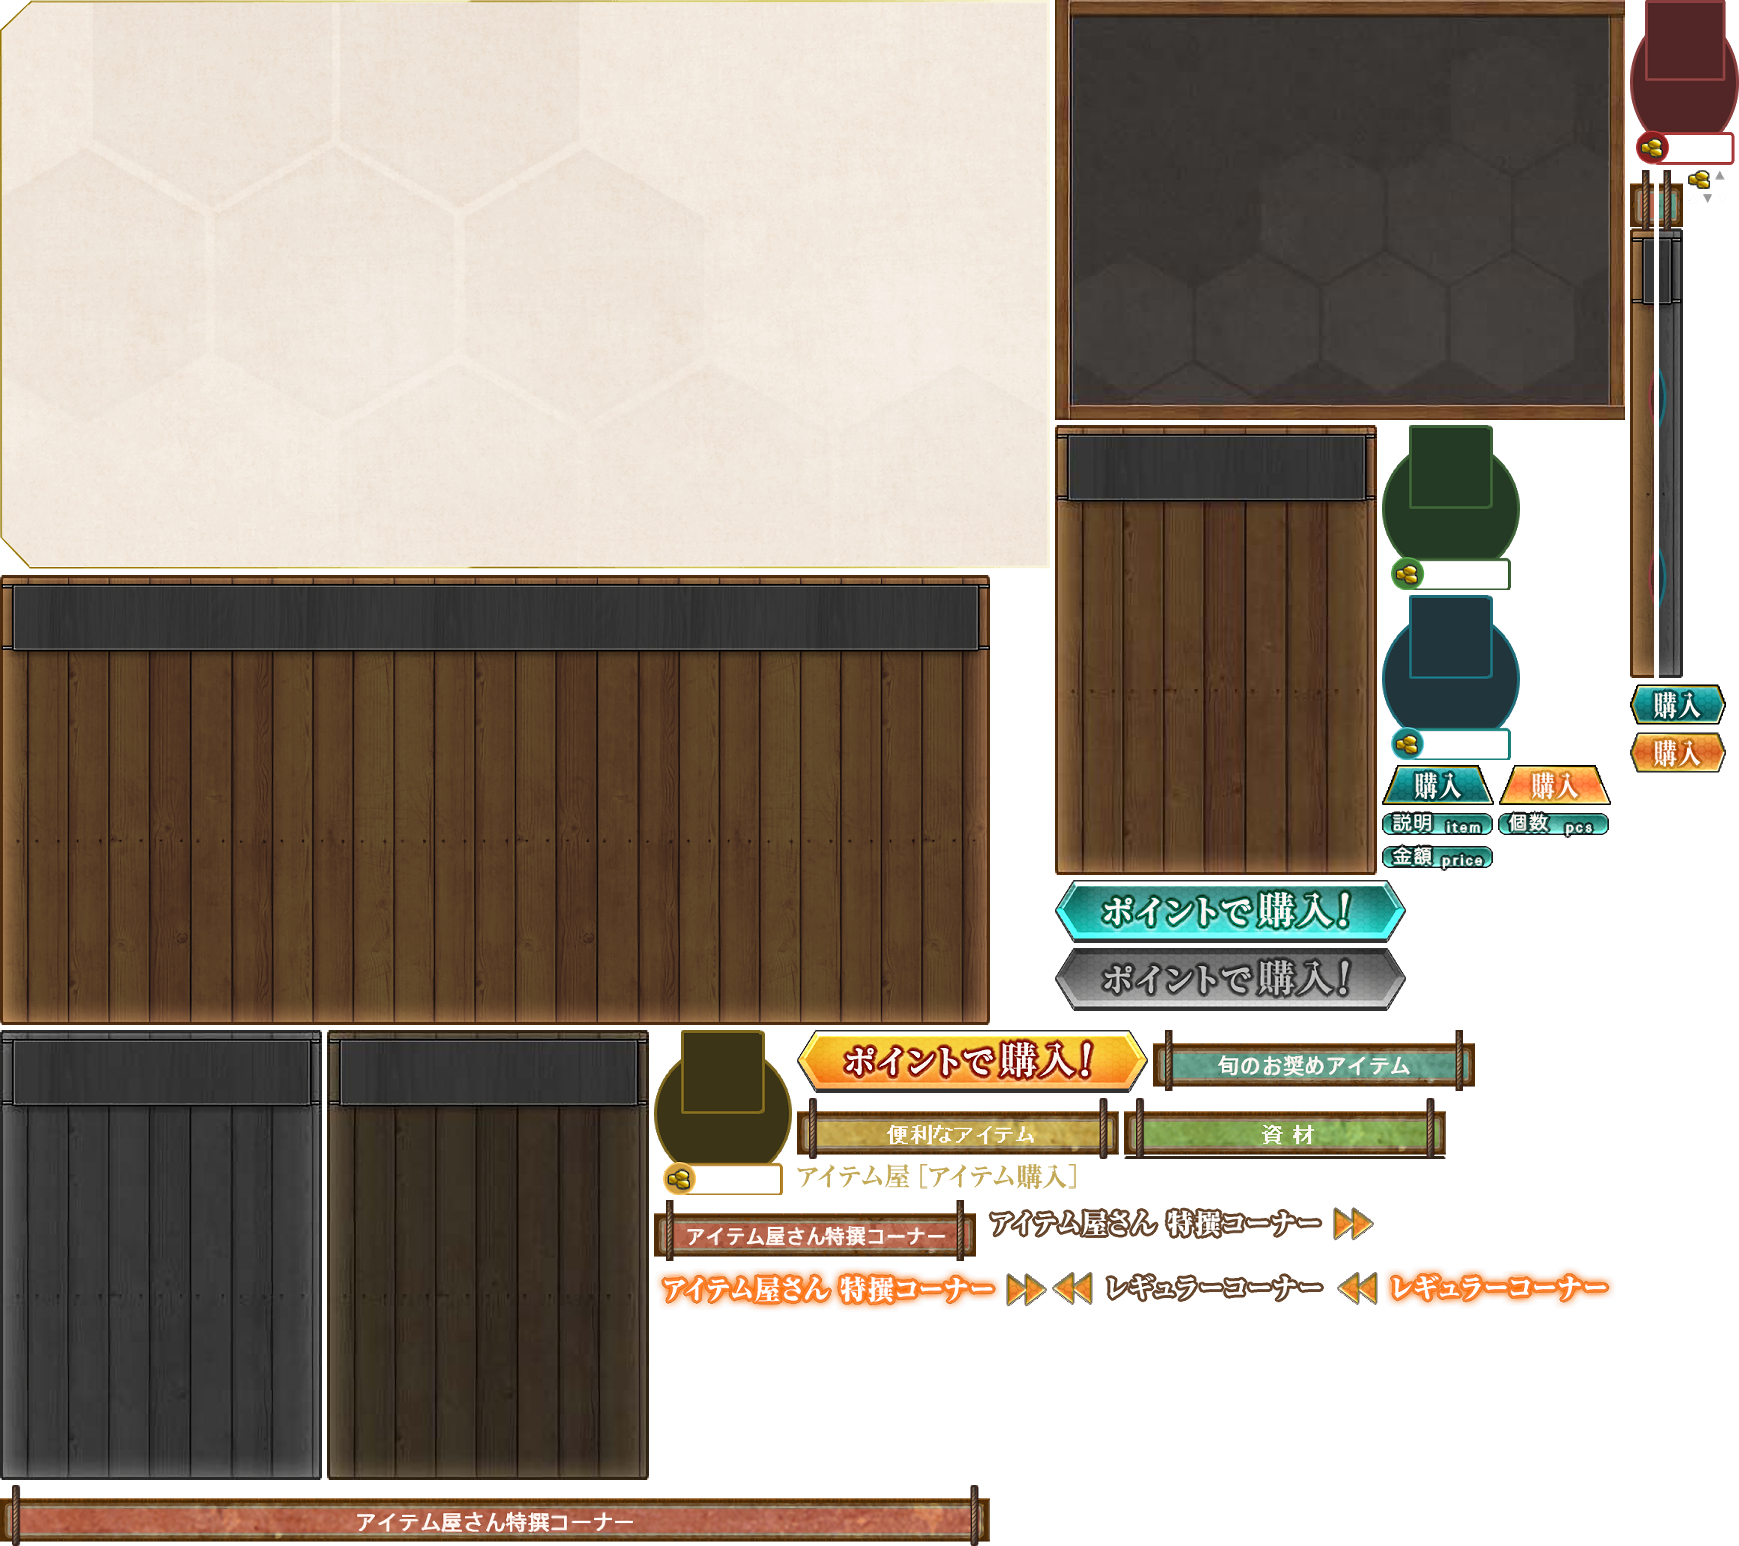 購入
購入
購入
購入
説明 item
個数 pcs
金額 price
ポイントで購入!
ポイントで購入!
ポイントで購入!
旬のお奨めアイテム
便利なアイテム
資材
アイテム屋[アイテム購入]
アイテム屋さん特撰コーナー
アイテム屋さん 特撰コーナー
アイテム屋さん 特撰コーナー
レギュラーコーナー
レギュラーコーナー
アイテム屋さん特撰コーナー